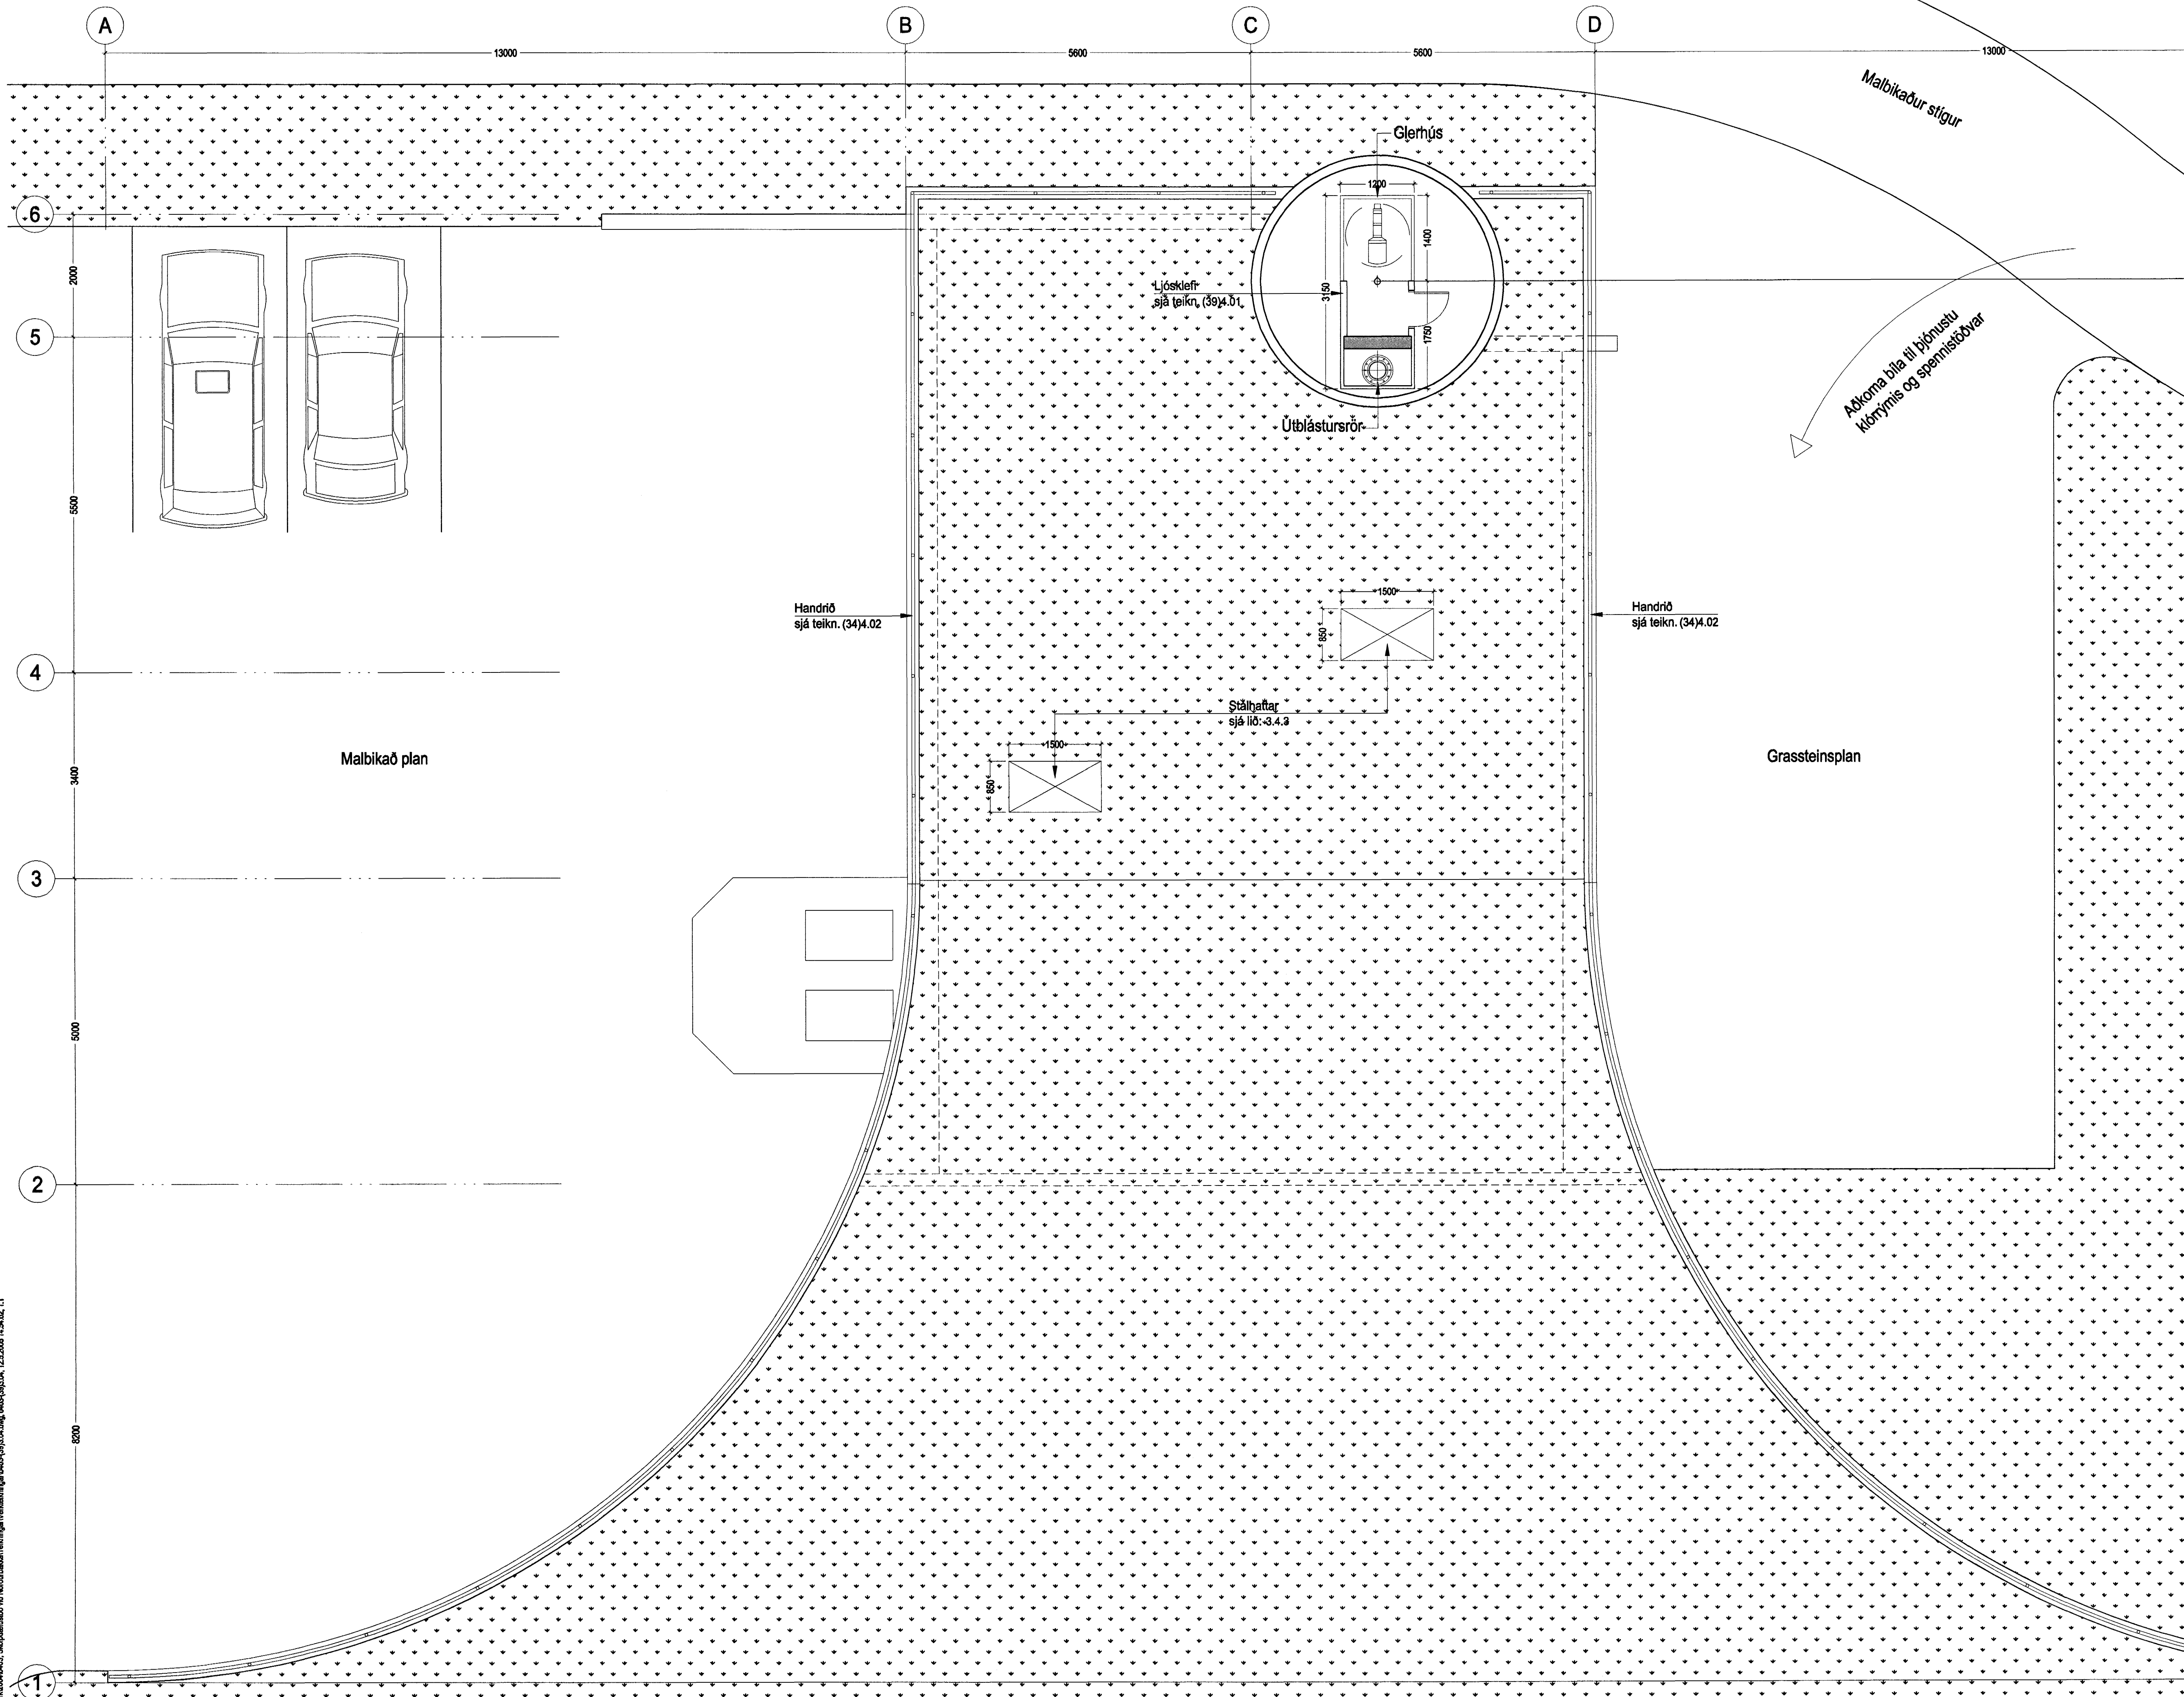 A
B
C
D
13000
5600
5600
13000
Malbikaður stígur
Glerhús
1200
6
1400
2000
Ljósklefi
sjá teikn. (39)4.01
3150
5
1750
Aðkoma bíla til þjónustu
klórrýmis og spennistöðvar
Útblástursrör
5500
1500
Handrið
sjá teikn. (34)4.02
850
Handrið
sjá teikn. (34)4.02
4
Stálhattar
sjá lið: 3.4.3
1500
Malbikað plan
Grassteinsplan
3400
850
3
5000
2
8200
1